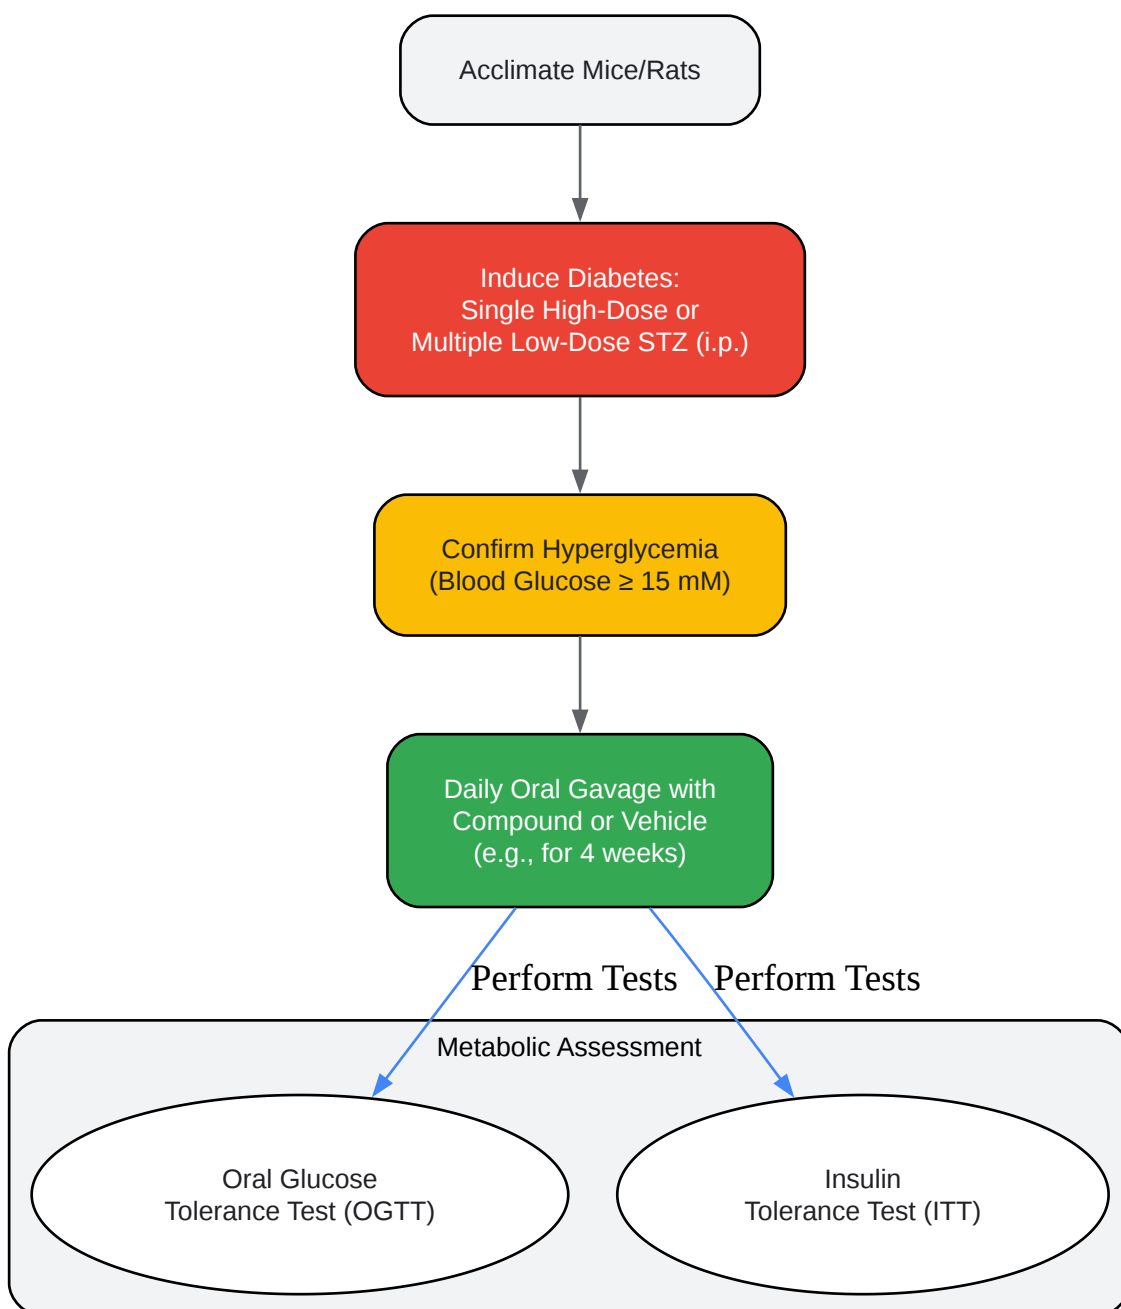 Acclimate Mice/Rats
Induce Diabetes:
Single High-Dose or
Multiple Low-Dose STZ (i.p.)
Confirm Hyperglycemia
(Blood Glucose ≥ 15 mM)
Daily Oral Gavage with
Compound or Vehicle
(e.g., for 4 weeks)
Perform Tests
Perform Tests
Metabolic Assessment
Oral Glucose
Tolerance Test (OGTT)
Insulin
Tolerance Test (ITT)